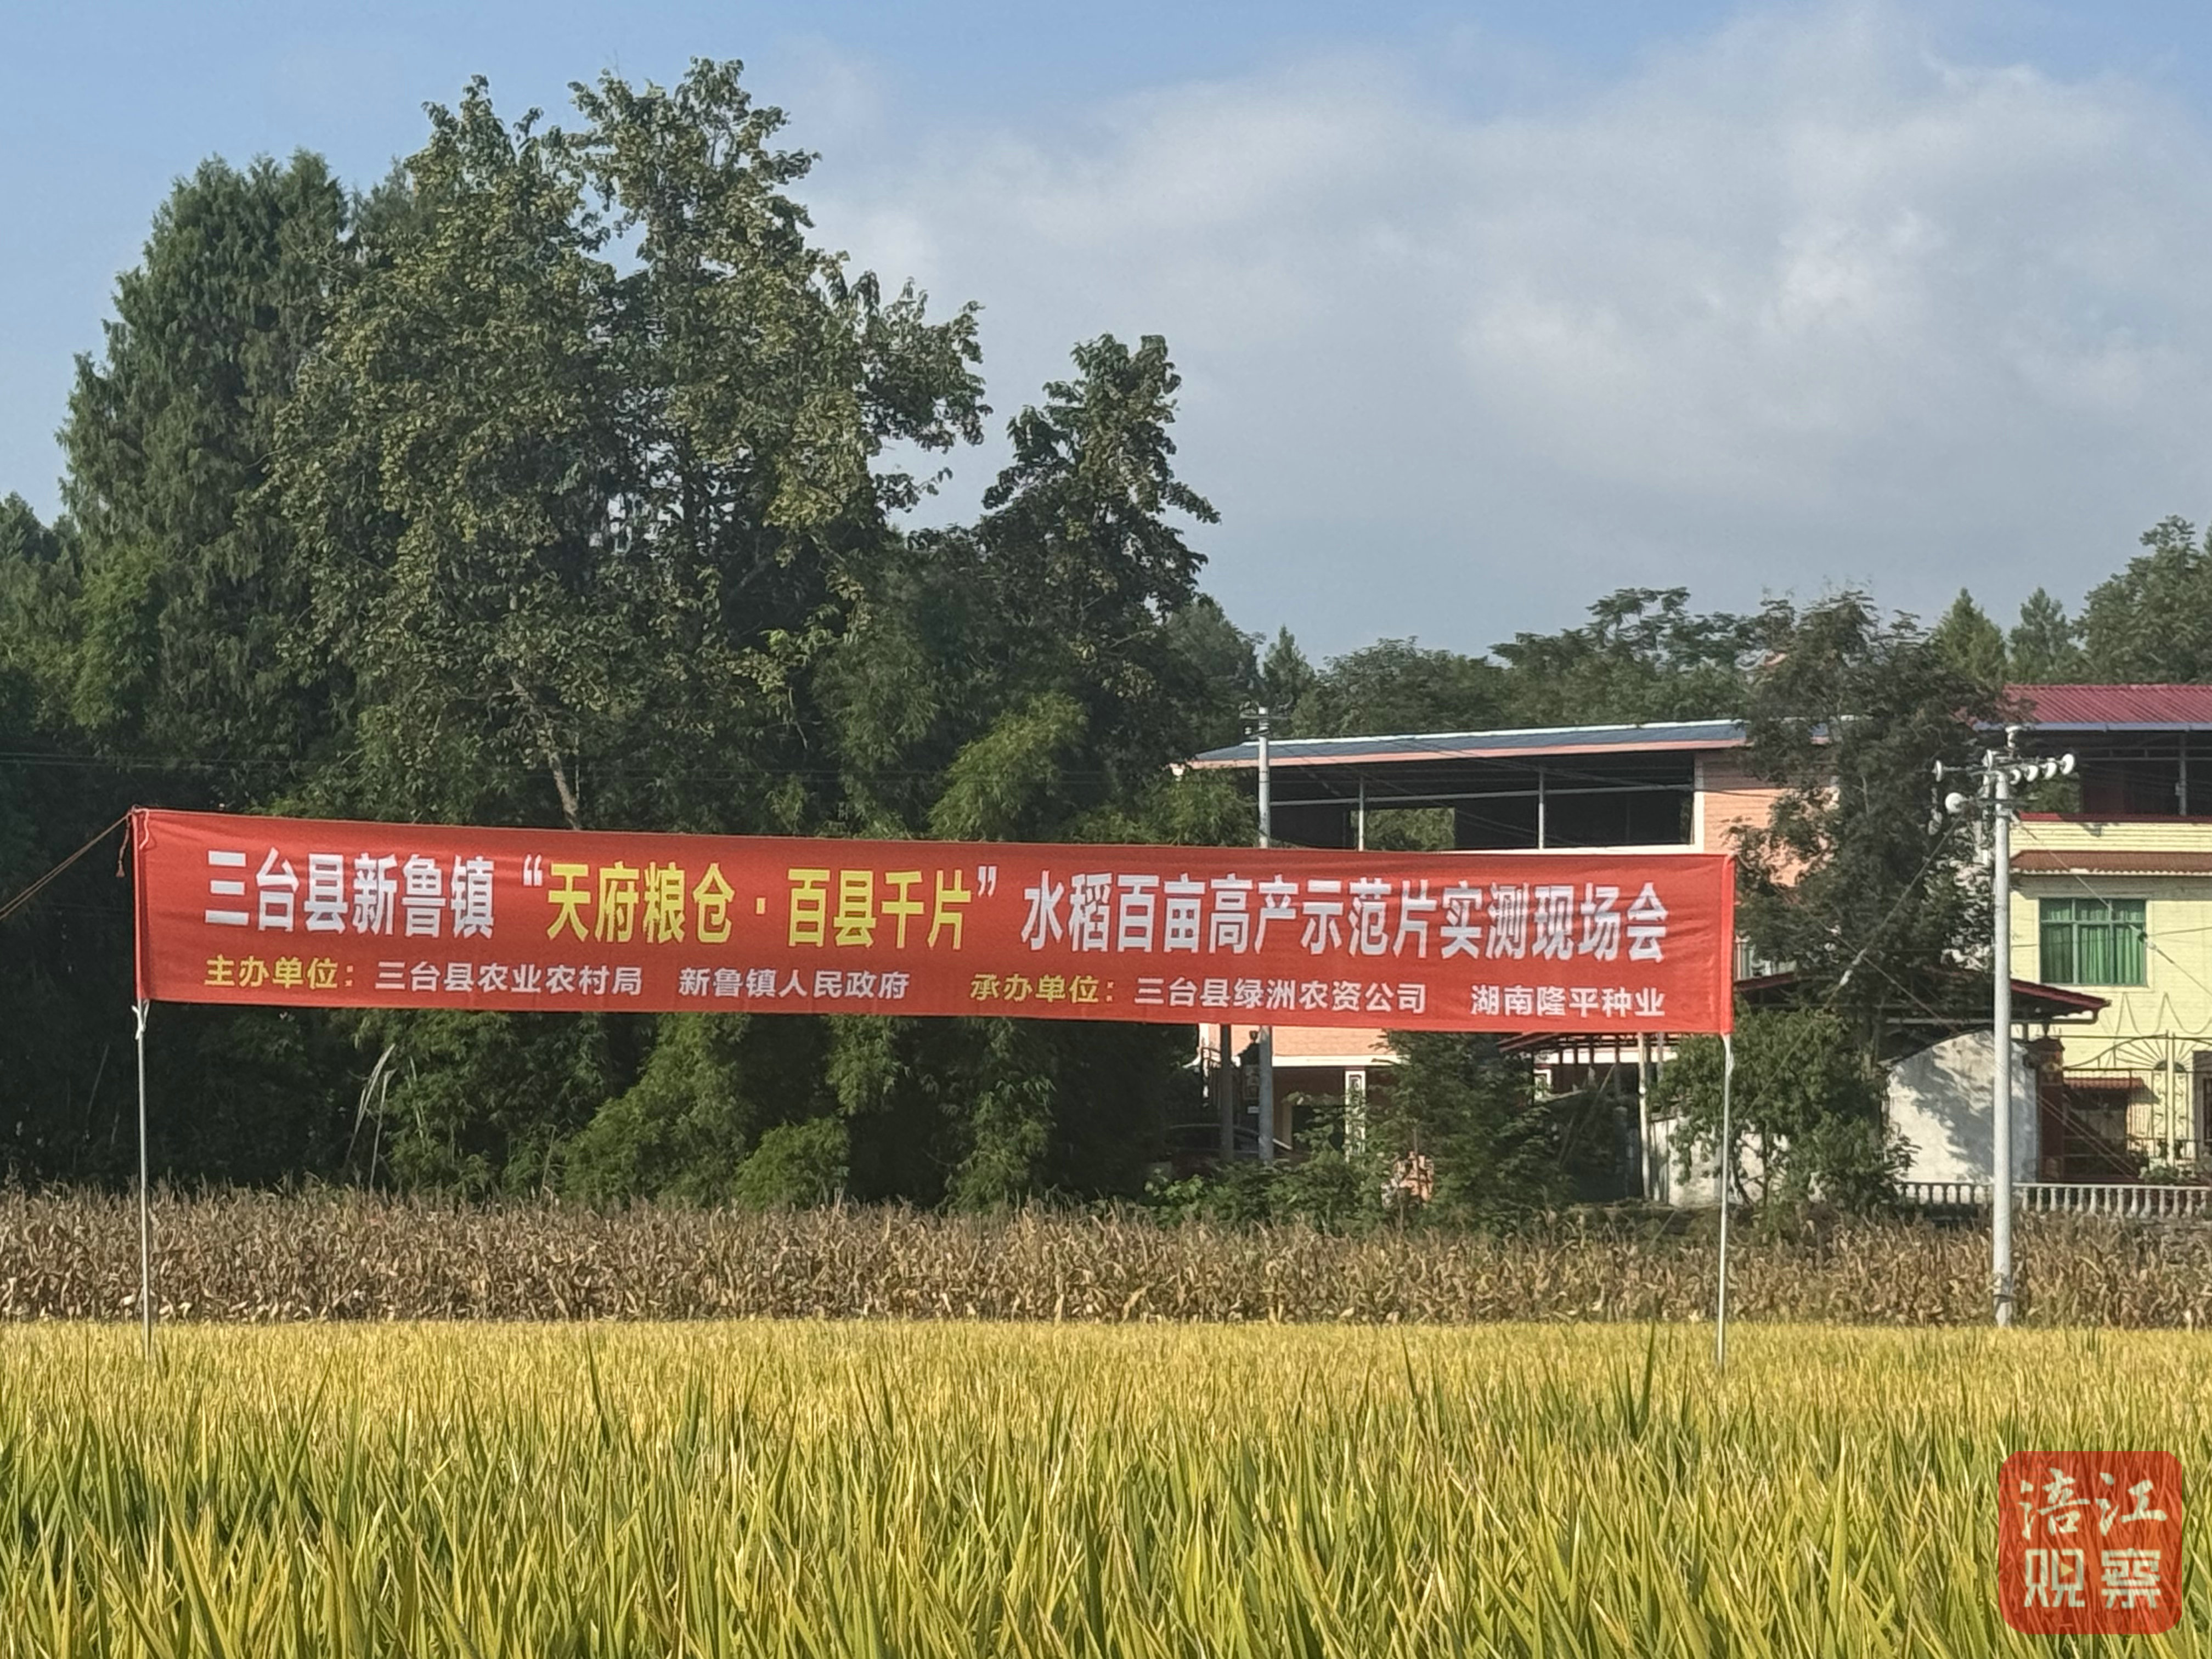 三台县新鲁镇“天府粮仓·百县千片”水稻百亩高产示范片实测现场会
主办单位：三台县农业农村局 新鲁镇人民政府 承办单位：三台县绿洲农资公司 湖南隆平种业
涪江
观察